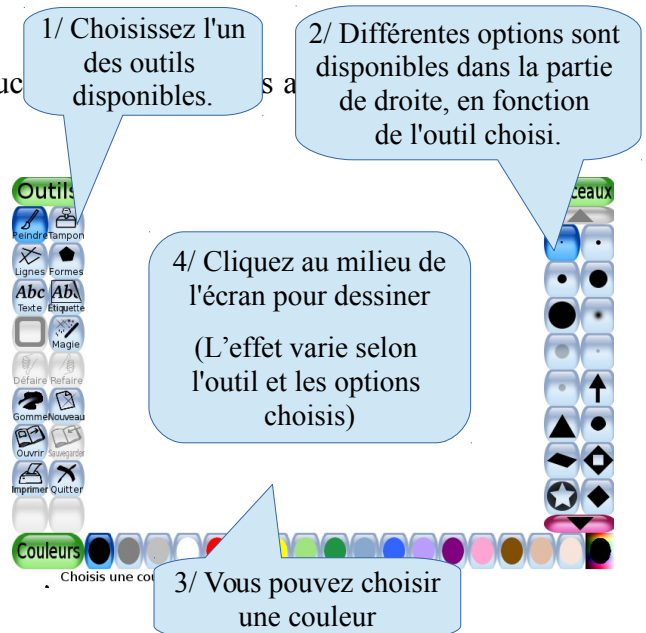 1/ Choisissez l'un
des outils
disponibles.
2/ Différentes options sont
disponibles dans la partie
de droite, en fonction
de l'outil choisi.
Outils
Peindre Tampon
Lignes Formes
Abc Ab
Texte Étiquette
Magie
Défaire Refaire
Gomme Nouveau
Ouvrir Sauvegarder
Imprimer Quitter
4/ Cliquez au milieu de
l'écran pour dessiner
(L'effet varie selon
l'outil et les options
choisis)
Couleurs
Choisis une
3/ Vous pouvez choisir
une couleur